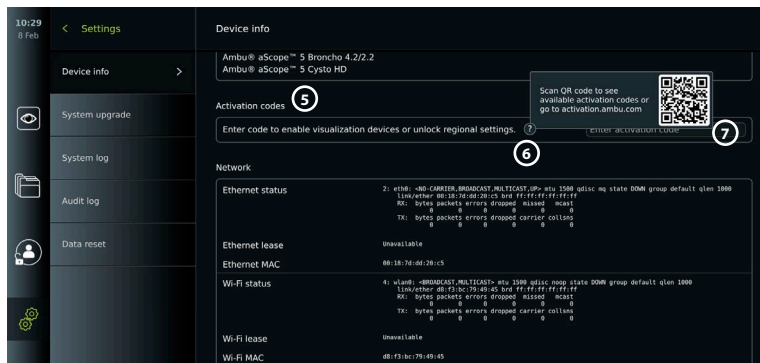 10:29
8 Feb
< Settings
Device info
Device info >
System upgrade
System log
Audit log
Data reset
Ambu® aScope™ 5 Broncho 4.2/2.2
Ambu® aScope™ 5 Cysto HD
Scan QR code to see
available activation codes or
go to activation.ambu.com
Activation codes
5
Enter code to enable visualization devices or unlock regional settings. ?
Enter activation code
7
6
Network
Ethernet status
2: eth0: <NO-CARRIER,BROADCAST,MULTICAST,UP> mtu 1500 qdisc mq state DOWN group default qlen 1000
link/ether 00:18:7d:dd:20:c5 brd ff:ff:ff:ff:ff:ff
RX: bytes packets errors dropped missed mcast
0 0 0 0 0 0
TX: bytes packets errors dropped carrier collsns
0 0 0 0 0 0
Ethernet lease
Unavailable
Ethernet MAC
00:18:7d:dd:20:c5
Wi-Fi status
4: wlan0: <BROADCAST,MULTICAST> mtu 1500 qdisc noop state DOWN group default qlen 1000
link/ether d8:f3:bc:79:49:45 brd ff:ff:ff:ff:ff:ff
RX: bytes packets errors dropped missed mcast
0 0 0 0 0 0
TX: bytes packets errors dropped carrier collsns
0 0 0 0 0 0
Wi-Fi lease
Unavailable
Wi-Fi MAC
d8:f3:bc:79:49:45